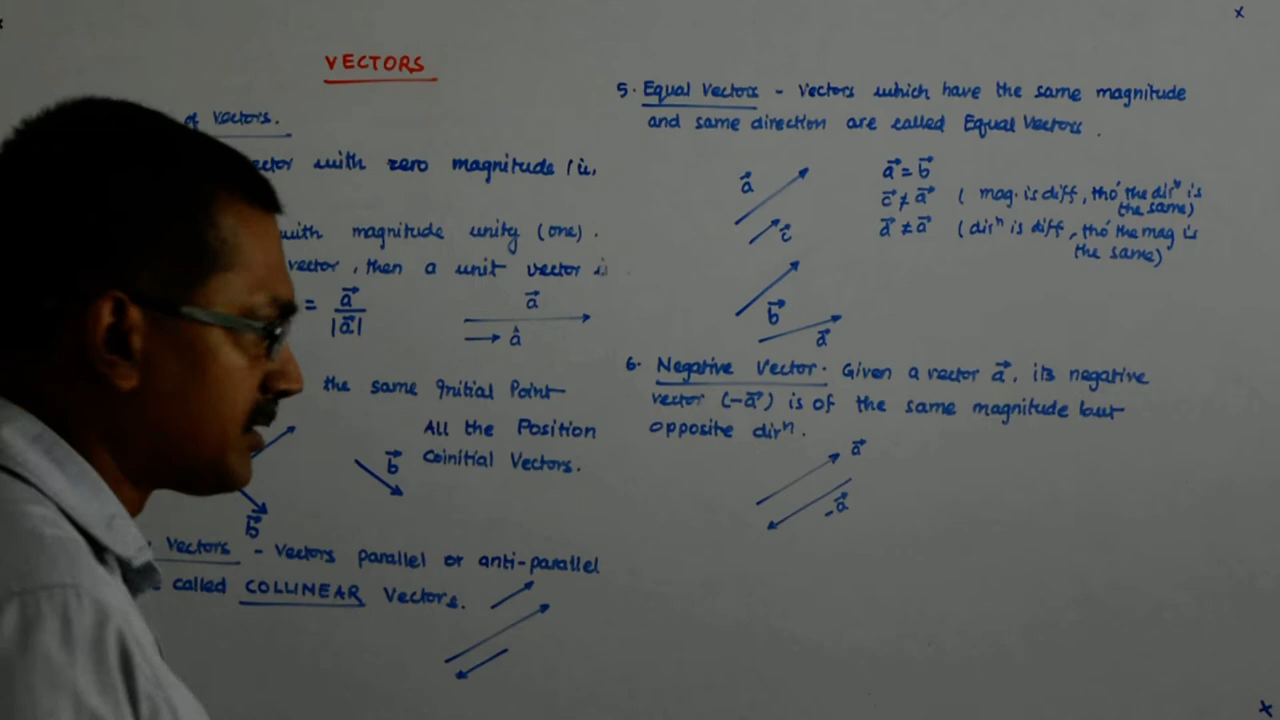 VECTORS
of Vectors.
ector with zero magnitude (ie,
with magnitude unity (one).
vector, then a unit vector is
= a⃗ / |a⃗|
a⃗
â
the same Initial Point
All the Position
Coinitial Vectors.
b⃗
b⃗
Vectors - Vectors parallel or anti-parallel
called COLLINEAR Vectors.
5. Equal Vectors - Vectors which have the same magnitude
and same direction are called Equal Vectors.
a⃗
c⃗
b⃗
d⃗
a⃗ = b⃗
c⃗ ≠ a⃗ (mag. is diff, tho' the dirⁿ is
the same)
d⃗ ≠ a⃗ (dirⁿ is diff, tho' the mag is
the same)
6. Negative Vector. Given a vector a⃗, its negative
vector (-a⃗) is of the same magnitude but
opposite dirⁿ.
a⃗
-a⃗